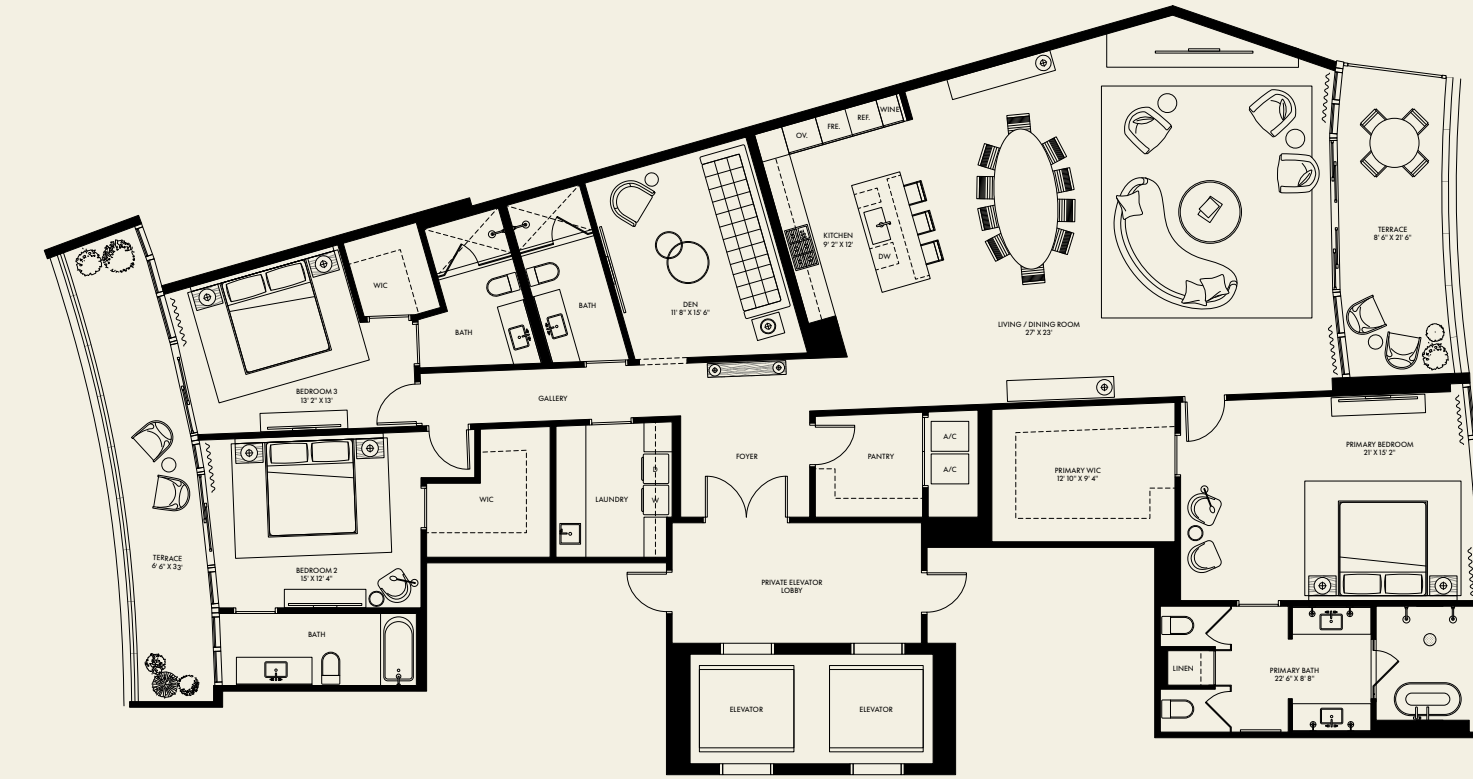 WINE
REF.
FRE.
OV.
TERRACE
8' 6" X 21' 6"
KITCHEN
9' 2" X 12'
DW
WIC
BATH
BATH
DEN
11' 8" X 15' 6"
LIVING / DINING ROOM
27' X 23'
BEDROOM 3
13' 2" X 13'
GALLERY
A/C
PRIMARY BEDROOM
21' X 15' 2"
FOYER
PANTRY
A/C
PRIMARY WIC
12' 10" X 9' 4"
D
WIC
LAUNDRY
W
TERRACE
6' 6" X 33'
BEDROOM 2
15' X 12' 4"
PRIVATE ELEVATOR
LOBBY
BATH
LINEN
PRIMARY BATH
22' 6" X 8' 8"
ELEVATOR
ELEVATOR